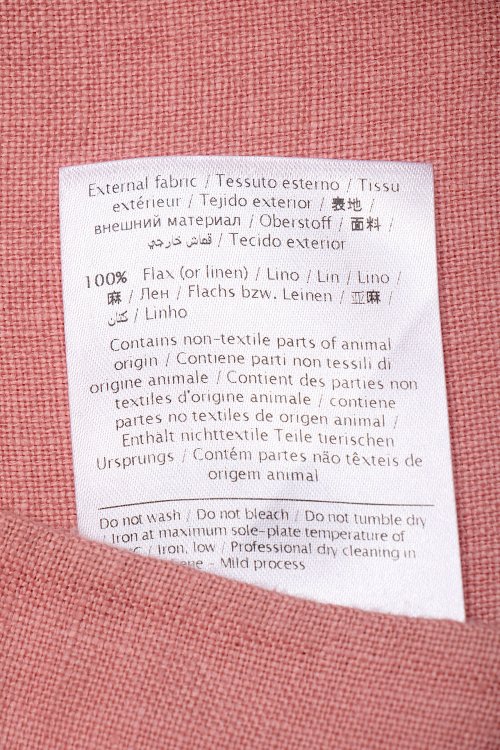 External fabric / Tessuto esterno / Tissu
extérieur / Tejido exterior / 表地 /
внешний материал / Oberstoff / 面料 /
قماش خارجي / Tecido exterior
100% Flax (or linen) / Lino / Lin / Lino /
麻 / Лен / Flachs bzw. Leinen / 亚麻 /
كتان / Linho
Contains non-textile parts of animal
origin / Contiene parti non tessili di
origine animale / Contient des parties non
textiles d'origine animale / contiene
partes no textiles de origen animal /
Enthält nichttextile Teile tierischen
Ursprungs / Contém partes não têxteis de
origem animal
Do not wash / Do not bleach / Do not tumble dry
/ Iron at maximum sole-plate temperature of
C / Iron, low / Professional dry cleaning in
ene - Mild process